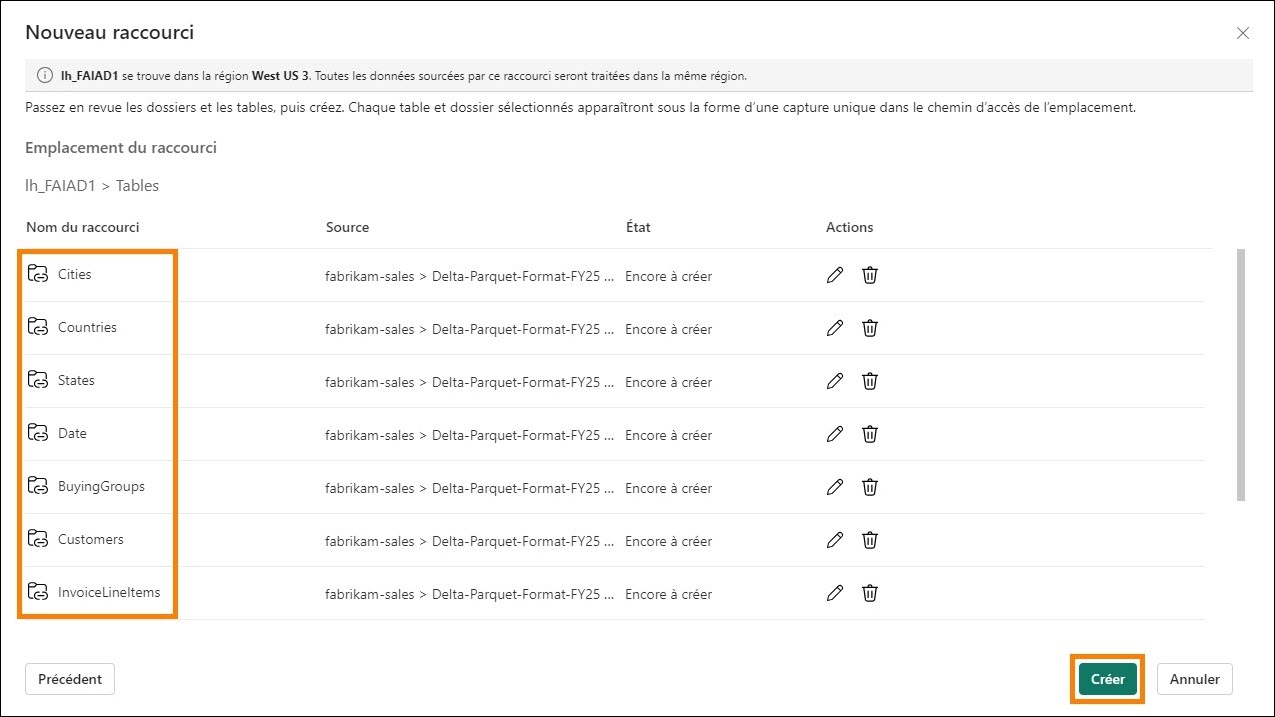 Nouveau raccourci
lh_FAIAD1 se trouve dans la région West US 3. Toutes les données sourcées par ce raccourci seront traitées dans la même région.
Passez en revue les dossiers et les tables, puis créez. Chaque table et dossier sélectionnés apparaîtront sous la forme d’une capture unique dans le chemin d’accès de l’emplacement.
Emplacement du raccourci
lh_FAIAD1 > Tables
Nom du raccourci Source État Actions
Cities fabrikam-sales > Delta-Parquet-Format-FY25 ... Encore à créer
Countries fabrikam-sales > Delta-Parquet-Format-FY25 ... Encore à créer
States fabrikam-sales > Delta-Parquet-Format-FY25 ... Encore à créer
Date fabrikam-sales > Delta-Parquet-Format-FY25 ... Encore à créer
BuyingGroups fabrikam-sales > Delta-Parquet-Format-FY25 ... Encore à créer
Customers fabrikam-sales > Delta-Parquet-Format-FY25 ... Encore à créer
InvoiceLineItems fabrikam-sales > Delta-Parquet-Format-FY25 ... Encore à créer
Précédent Créer Annuler